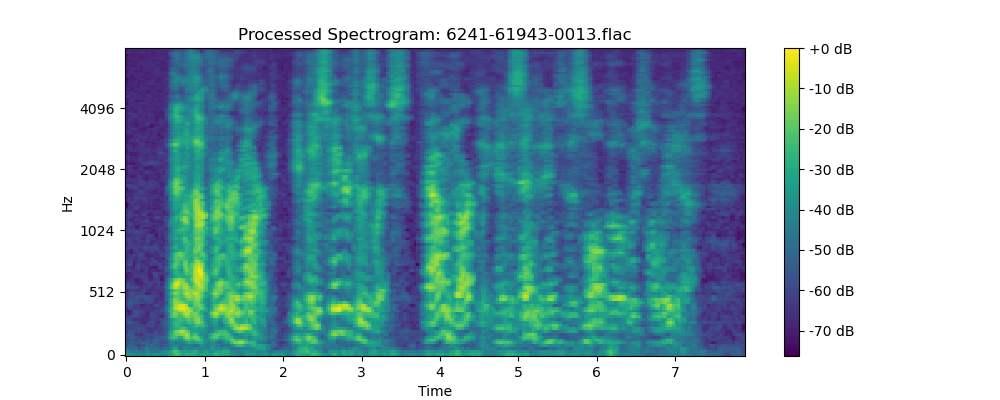 Processed Spectrogram: 6241-61943-0013.flac
Hz
4096
2048
1024
512
0
0 1 2 3 4 5 6 7
Time
+0 dB
-10 dB
-20 dB
-30 dB
-40 dB
-50 dB
-60 dB
-70 dB